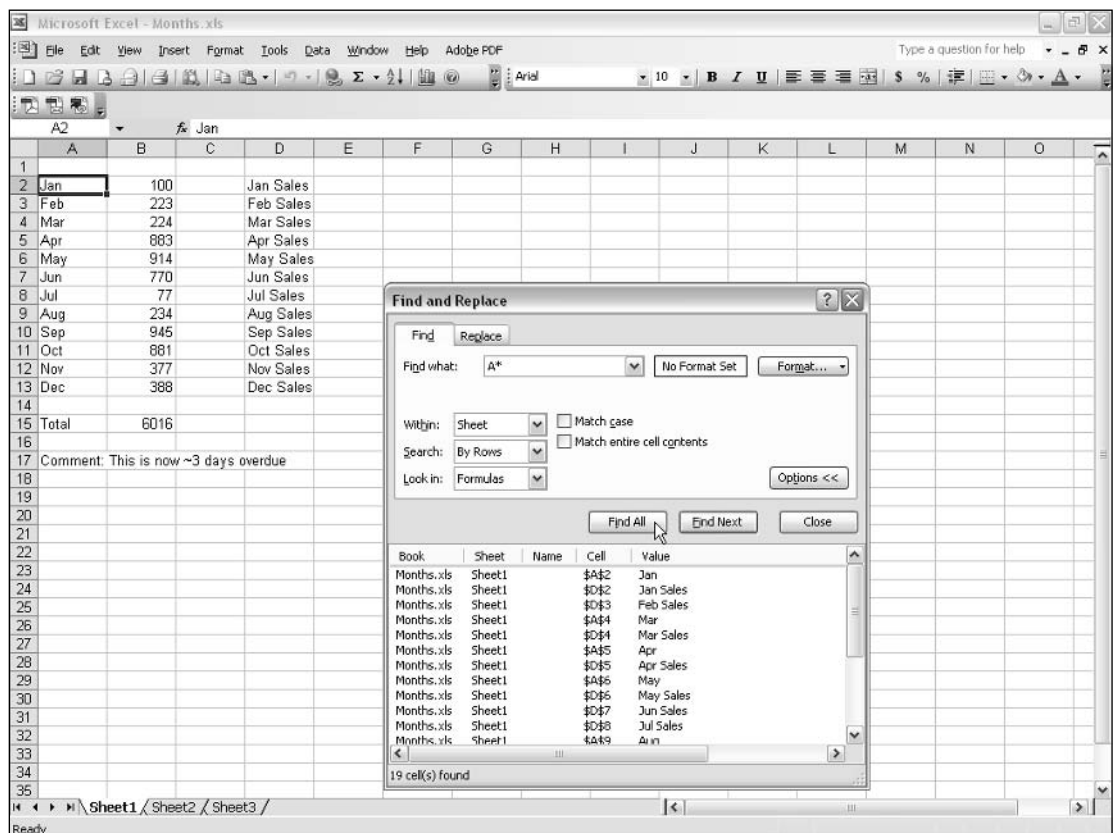 Microsoft Excel - Months.xls
File Edit View Insert Format Tools Data Window Help Adobe PDF Type a question for help
Arial 10 B I U $ %
A2 fx Jan
A B C D E F G H I J K L M N O
1
2 Jan 100 Jan Sales
3 Feb 223 Feb Sales
4 Mar 224 Mar Sales
5 Apr 883 Apr Sales
6 May 914 May Sales
7 Jun 770 Jun Sales
8 Jul 77 Jul Sales
9 Aug 234 Aug Sales
10 Sep 945 Sep Sales
11 Oct 881 Oct Sales
12 Nov 377 Nov Sales
13 Dec 388 Dec Sales
14
15 Total 6016
16
17 Comment: This is now ~3 days overdue
18
19
20
21
22
23
24
25
26
27
28
29
30
31
32
33
34
35
Find and Replace
Find Replace
Find what: A* No Format Set Format...
Within: Sheet Match case
Match entire cell contents
Search: By Rows
Look in: Formulas Options <<
Find All Find Next Close
Book Sheet Name Cell Value
Months.xls Sheet1 $A$2 Jan
Months.xls Sheet1 $D$2 Jan Sales
Months.xls Sheet1 $D$3 Feb Sales
Months.xls Sheet1 $A$4 Mar
Months.xls Sheet1 $D$4 Mar Sales
Months.xls Sheet1 $A$5 Apr
Months.xls Sheet1 $D$5 Apr Sales
Months.xls Sheet1 $A$6 May
Months.xls Sheet1 $D$6 May Sales
Months.xls Sheet1 $D$7 Jun Sales
Months.xls Sheet1 $D$8 Jul Sales
Months.xls Sheet1 $A$9 Aug
19 cell(s) found
Sheet1 Sheet2 Sheet3
Ready